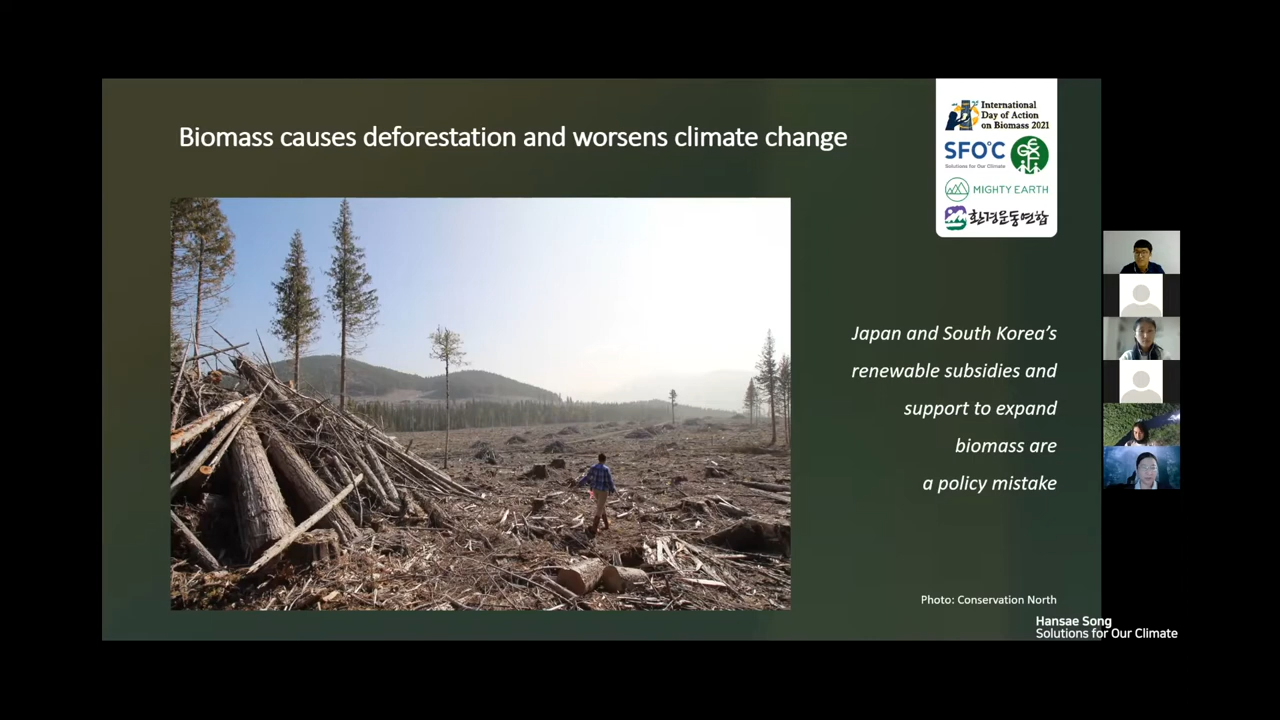 Biomass causes deforestation and worsens climate change
International
Day of Action
on Biomass 2021
SFOC
Solutions for Our Climate
MIGHTY EARTH
환경운동연합
Japan and South Korea's
renewable subsidies and
support to expand
biomass are
a policy mistake
Photo: Conservation North
Hansae Song
Solutions for Our Climate